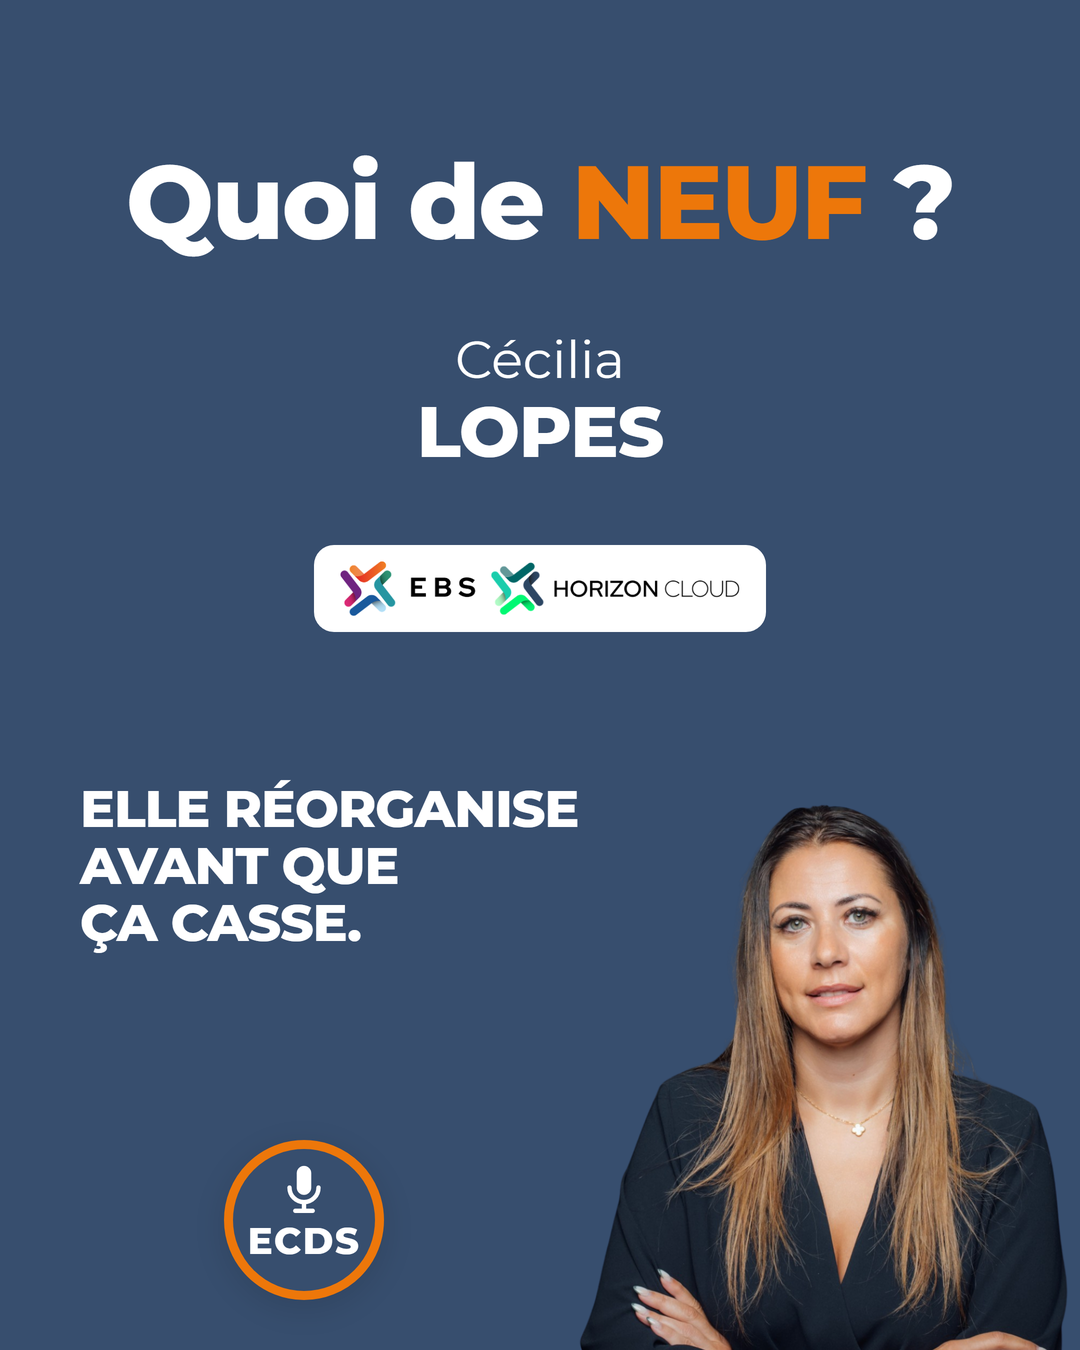 Quoi de NEUF ?
Cécilia
LOPES
EBS HORIZON CLOUD
ELLE RÉORGANISE
AVANT QUE
ÇA CASSE.
ECDS